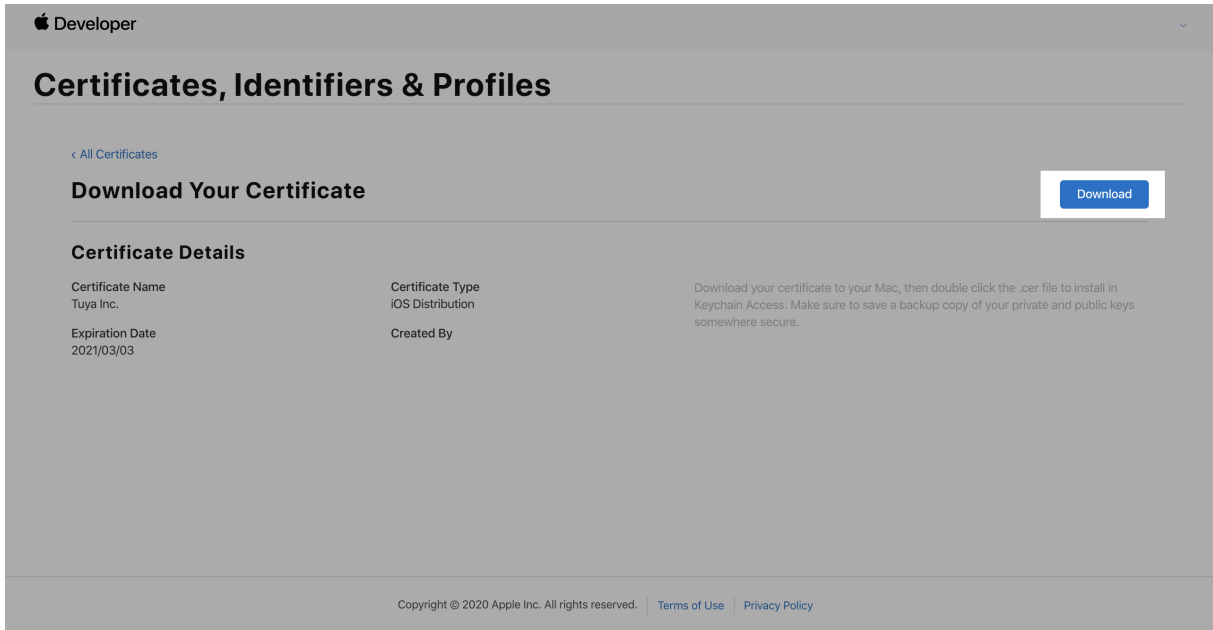 Developer
Certificates, Identifiers & Profiles
‹ All Certificates
Download Your Certificate
Download
Certificate Details
Certificate Name
Tuya Inc.
Certificate Type
iOS Distribution
Download your certificate to your Mac, then double click the .cer file to install in
Keychain Access. Make sure to save a backup copy of your private and public keys
somewhere secure.
Expiration Date
2021/03/03
Created By
Copyright © 2020 Apple Inc. All rights reserved.
Terms of Use
Privacy Policy